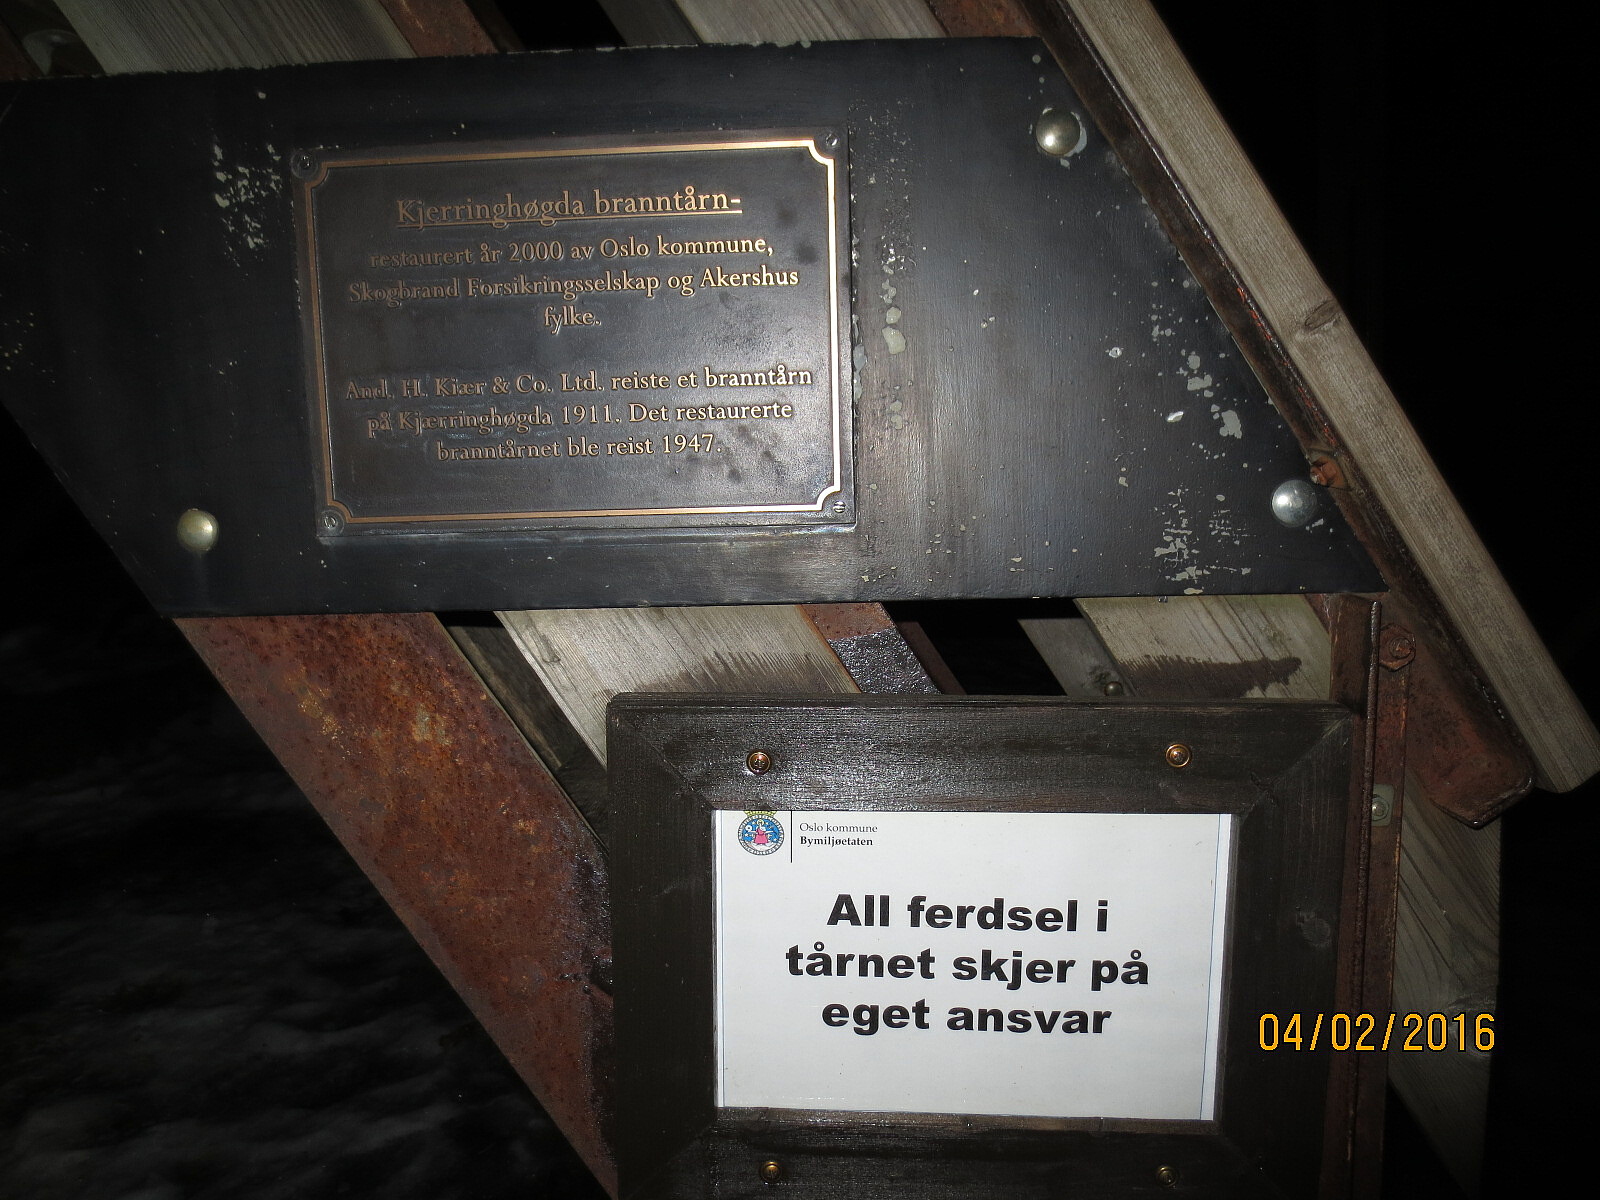 Kjerringhøgda branntårn-
restaurert år 2000 av Oslo kommune,
Skogbrand Forsikringsselskap og Akershus
fylke.
And. H. Kiær & Co. Ltd. reiste et branntårn
på Kjærringhøgda 1911. Det restaurerte
branntårnet ble reist 1947.
Oslo kommune
Bymiljøetaten
All ferdsel i
tårnet skjer på
eget ansvar
04/02/2016